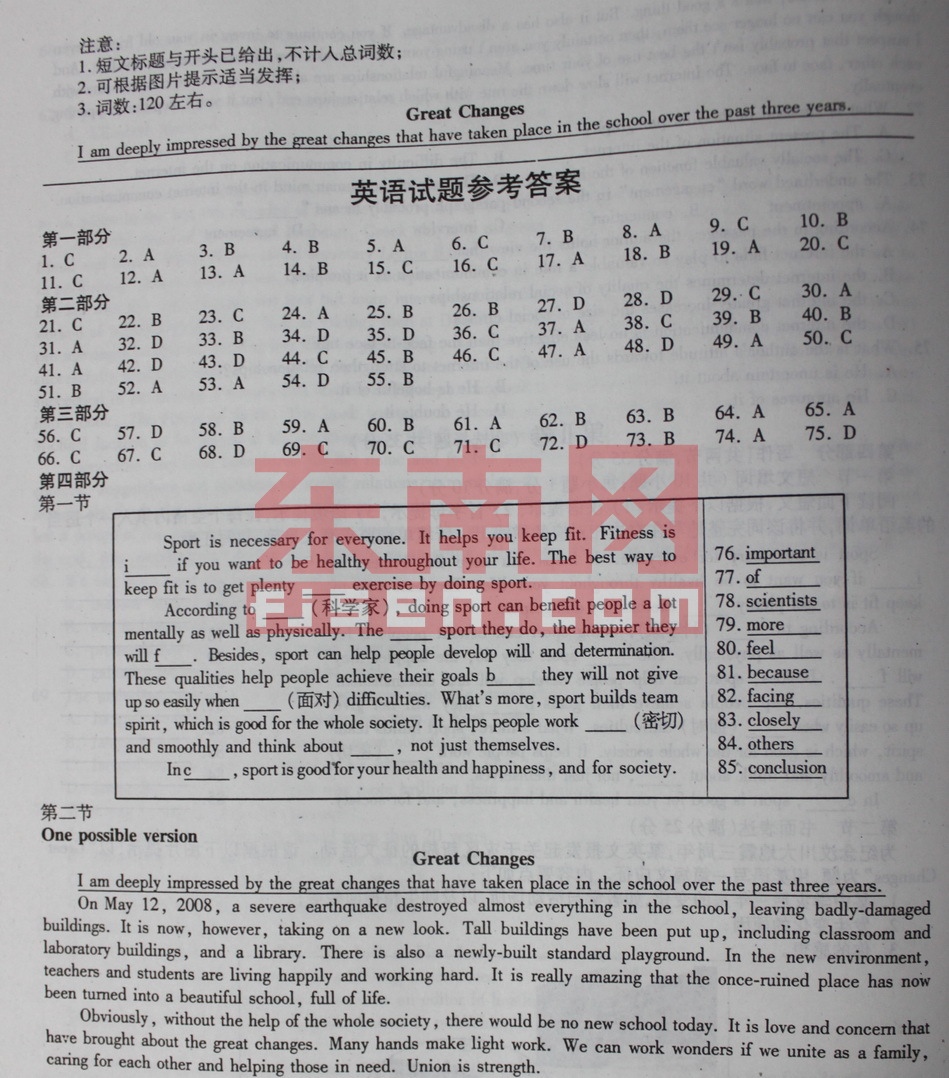 注意：
1. 短文标题与开头已给出，不计人总词数；
2. 可根据图片提示适当发挥；
3. 词数：120 左右。
Great Changes
I am deeply impressed by the great changes that have taken place in the school over the past three years.
英语试题参考答案
第一部分
1. C 2. A 3. B 4. B 5. A 6. C 7. B 8. A 9. C 10. B
11. C 12. A 13. A 14. B 15. C 16. C 17. A 18. B 19. A 20. C
第二部分
21. C 22. B 23. C 24. A 25. B 26. B 27. D 28. D 29. C 30. A
31. A 32. D 33. B 34. D 35. D 36. C 37. A 38. C 39. B 40. B
41. A 42. D 43. D 44. C 45. B 46. C 47. A 48. D 49. A 50. C
51. B 52. A 53. A 54. D 55. B
第三部分
56. C 57. D 58. B 59. A 60. B 61. A 62. B 63. B 64. A 65. A
66. C 67. C 68. D 69. C 70. C 71. C 72. D 73. B 74. A 75. D
第四部分
第一节
Sport is necessary for everyone. It helps you keep fit. Fitness is
i____ if you want to be healthy throughout your life. The best way to
keep fit is to get plenty ____ exercise by doing sport.
According to ____ （科学家）, doing sport can benefit people a lot
mentally as well as physically. The ____ sport they do, the happier they
will f____. Besides, sport can help people develop will and determination.
These qualities help people achieve their goals b____ they will not give
up so easily when ____（面对）difficulties. What's more, sport builds team
spirit, which is good for the whole society. It helps people work ____（密切）
and smoothly and think about ____, not just themselves.
In c____, sport is good for your health and happiness, and for society.
76. important
77. of
78. scientists
79. more
80. feel
81. because
82. facing
83. closely
84. others
85. conclusion
东南网
第二节
One possible version
Great Changes
I am deeply impressed by the great changes that have taken place in the school over the past three years.
On May 12, 2008, a severe earthquake destroyed almost everything in the school, leaving badly-damaged
buildings. It is now, however, taking on a new look. Tall buildings have been put up, including classroom and
laboratory buildings, and a library. There is also a newly-built standard playground. In the new environment,
teachers and students are living happily and working hard. It is really amazing that the once-ruined place has now
been turned into a beautiful school, full of life.
Obviously, without the help of the whole society, there would be no new school today. It is love and concern that
have brought about the great changes. Many hands make light work. We can work wonders if we unite as a family,
caring for each other and helping those in need. Union is strength.